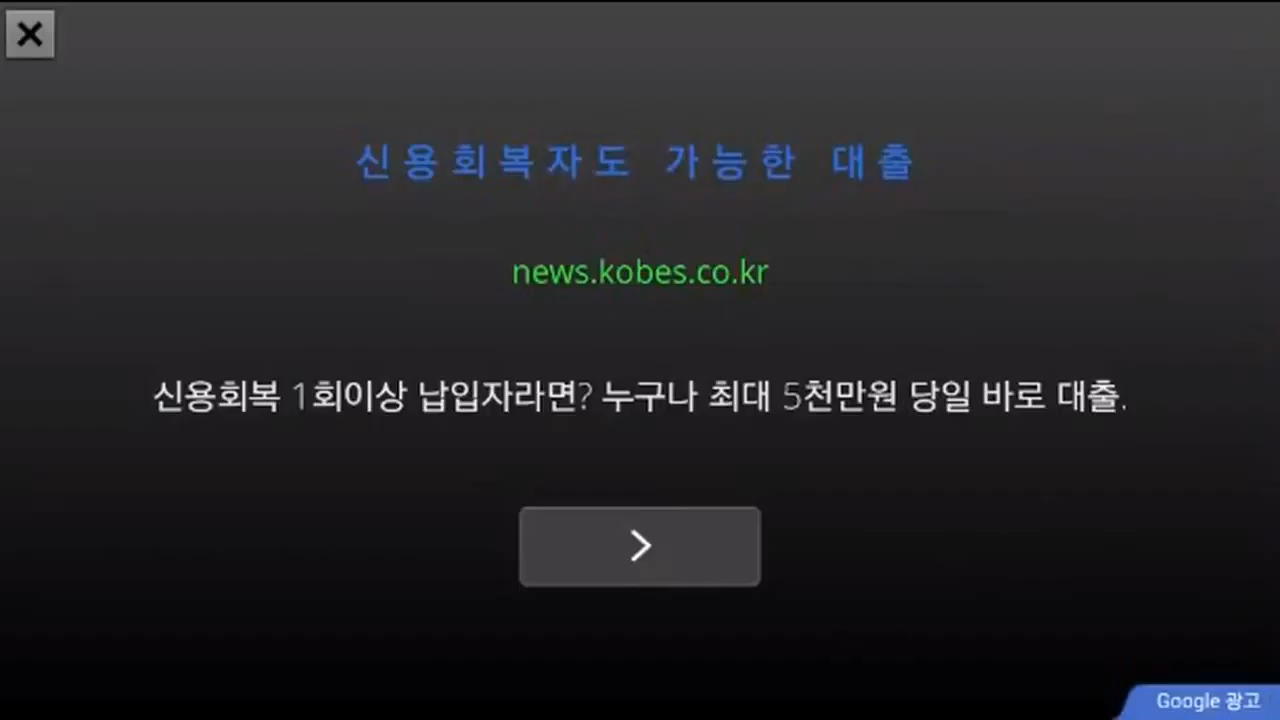 신용회복자도 가능한 대출
news.kobes.co.kr
신용회복 1회이상 납입자라면? 누구나 최대 5천만원 당일 바로 대출.
Google 광고